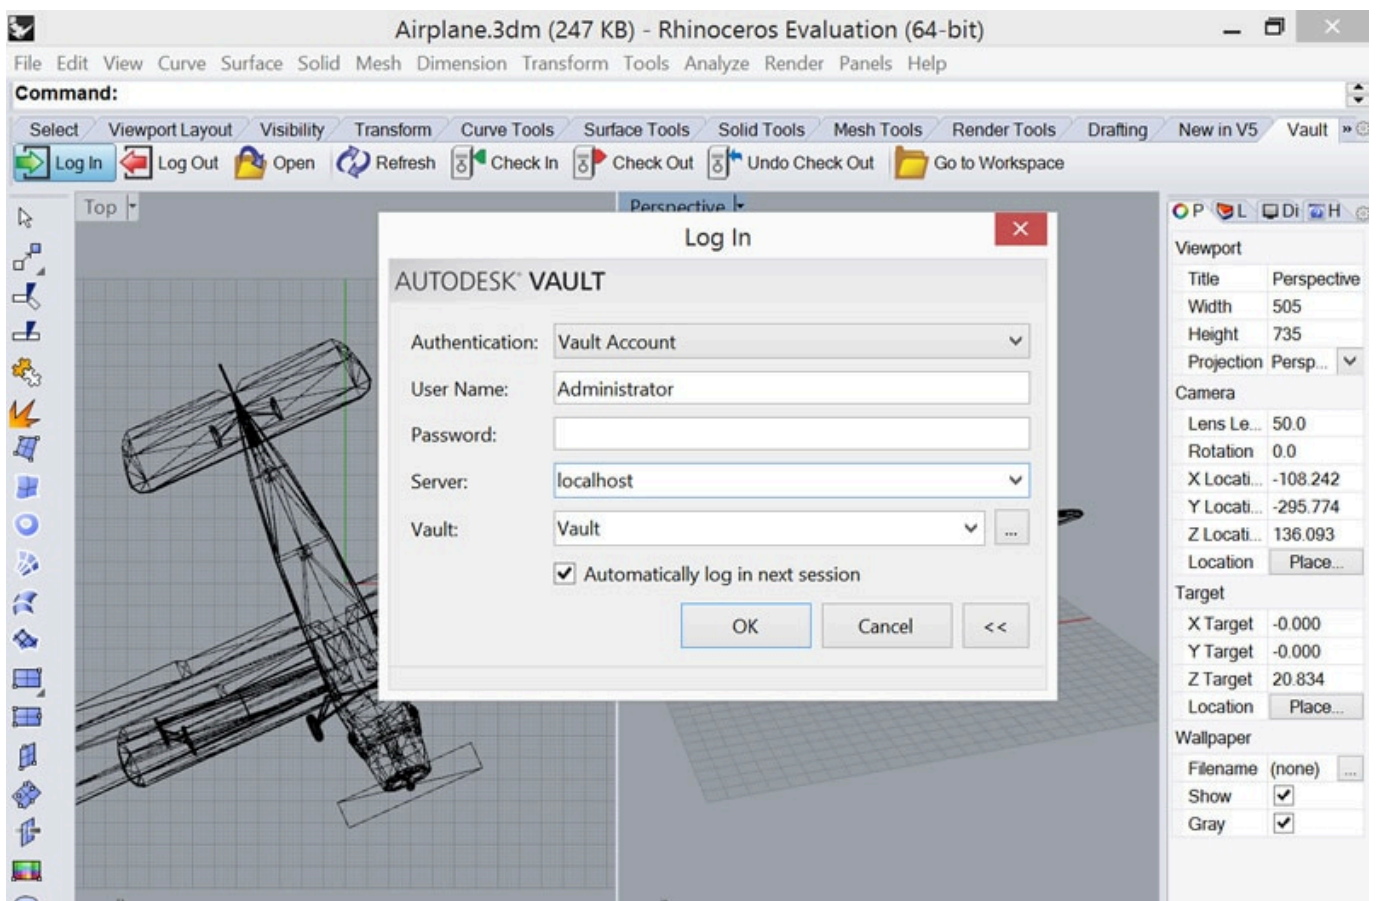 Airplane.3dm (247 KB) - Rhinoceros Evaluation (64-bit)
File Edit View Curve Surface Solid Mesh Dimension Transform Tools Analyze Render Panels Help
Command:
Select Viewport Layout Visibility Transform Curve Tools Surface Tools Solid Tools Mesh Tools Render Tools Drafting New in V5 Vault »
Log In Log Out Open Refresh Check In Check Out Undo Check Out Go to Workspace
Top
Perspective
Log In
AUTODESK® VAULT
Authentication: Vault Account
User Name: Administrator
Password:
Server: localhost
Vault: Vault ...
Automatically log in next session
OK Cancel <<
P L Di H
Viewport
Title Perspective
Width 505
Height 735
Projection Persp...
Camera
Lens Le... 50.0
Rotation 0.0
X Locati... -108.242
Y Locati... -295.774
Z Locati... 136.093
Location Place...
Target
X Target -0.000
Y Target -0.000
Z Target 20.834
Location Place...
Wallpaper
Filename (none) ...
Show
Gray